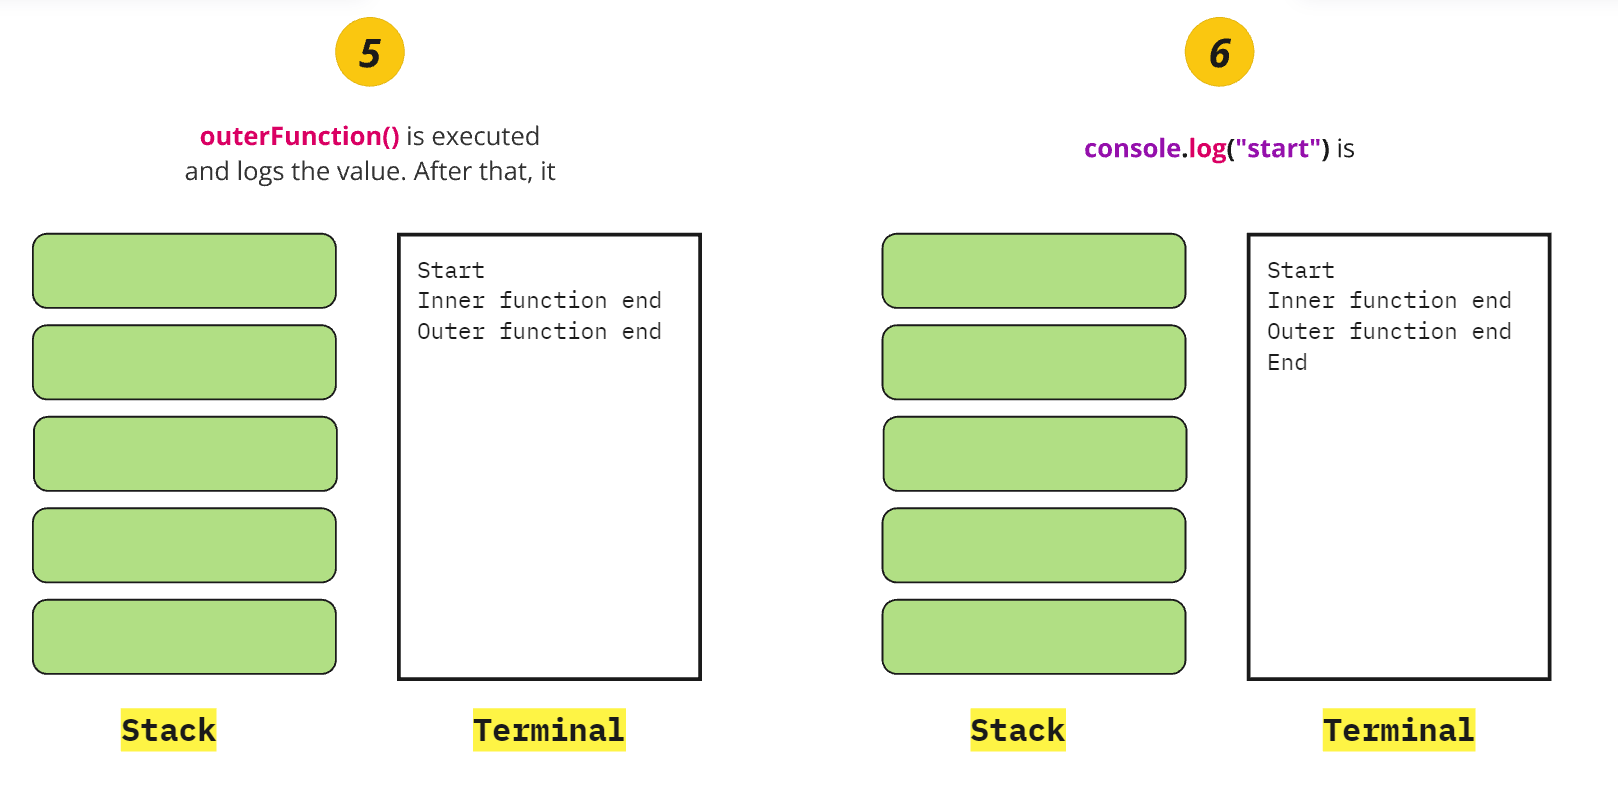 5
outerFunction() is executed
and logs the value. After that, it
Start
Inner function end
Outer function end
Stack
Terminal
6
console.log("start") is
Start
Inner function end
Outer function end
End
Stack
Terminal